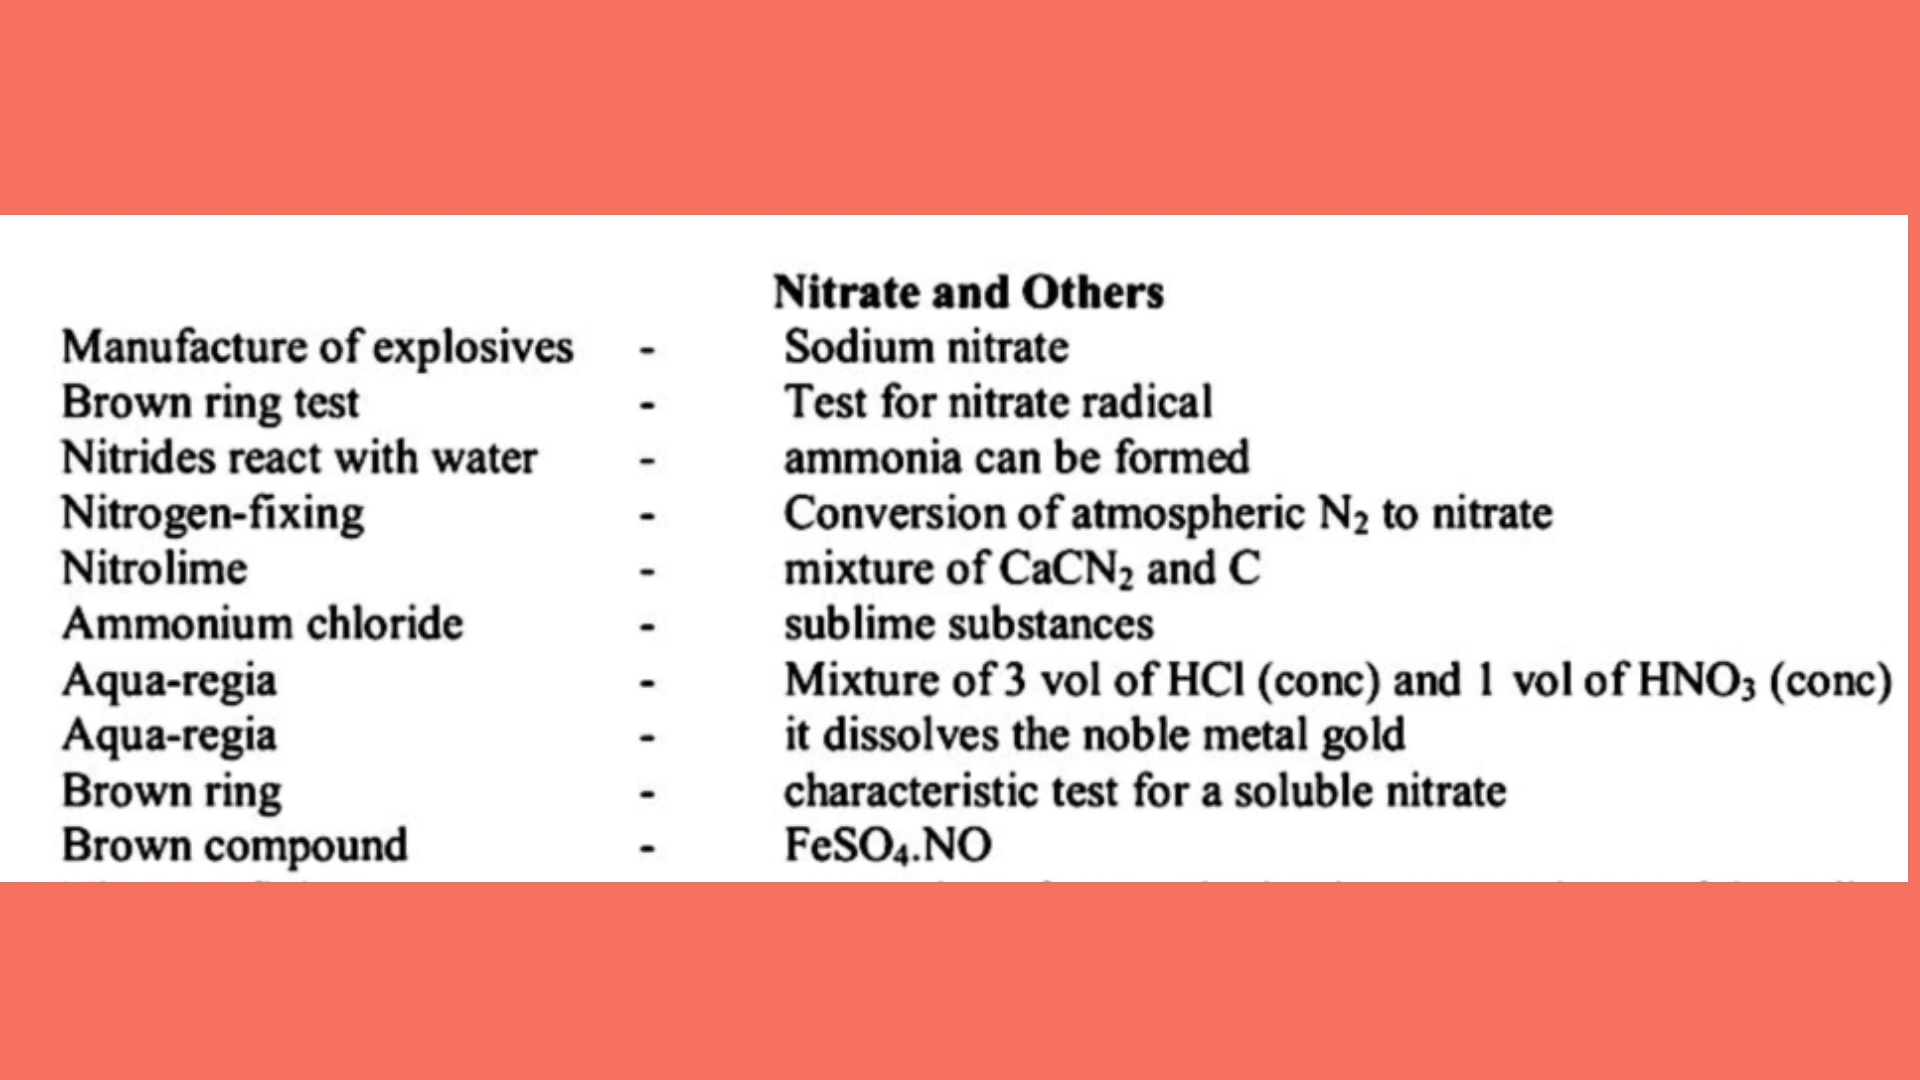 Nitrate and Others
Manufacture of explosives - Sodium nitrate
Brown ring test - Test for nitrate radical
Nitrides react with water - ammonia can be formed
Nitrogen-fixing - Conversion of atmospheric N₂ to nitrate
Nitrolime - mixture of CaCN₂ and C
Ammonium chloride - sublime substances
Aqua-regia - Mixture of 3 vol of HCl (conc) and 1 vol of HNO₃ (conc)
Aqua-regia - it dissolves the noble metal gold
Brown ring - characteristic test for a soluble nitrate
Brown compound - FeSO₄.NO